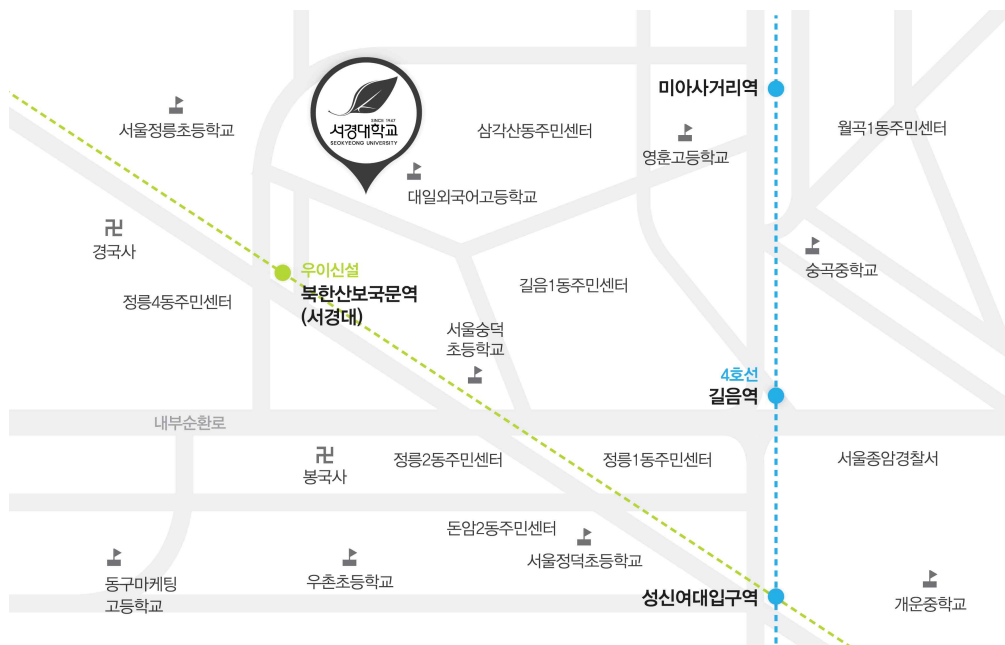 미아사거리역
SINCE 1947
서경대학교
SEOKYEONG UNIVERSITY
서울정릉초등학교
삼각산동주민센터
월곡1동주민센터
영훈고등학교
대일외국어고등학교
경국사
우이신설
북한산보국문역
(서경대)
숭곡중학교
정릉4동주민센터
길음1동주민센터
서울숭덕
초등학교
4호선
길음역
내부순환로
봉국사
정릉2동주민센터
정릉1동주민센터
서울종암경찰서
돈암2동주민센터
서울정덕초등학교
동구마케팅
고등학교
우촌초등학교
성신여대입구역
개운중학교